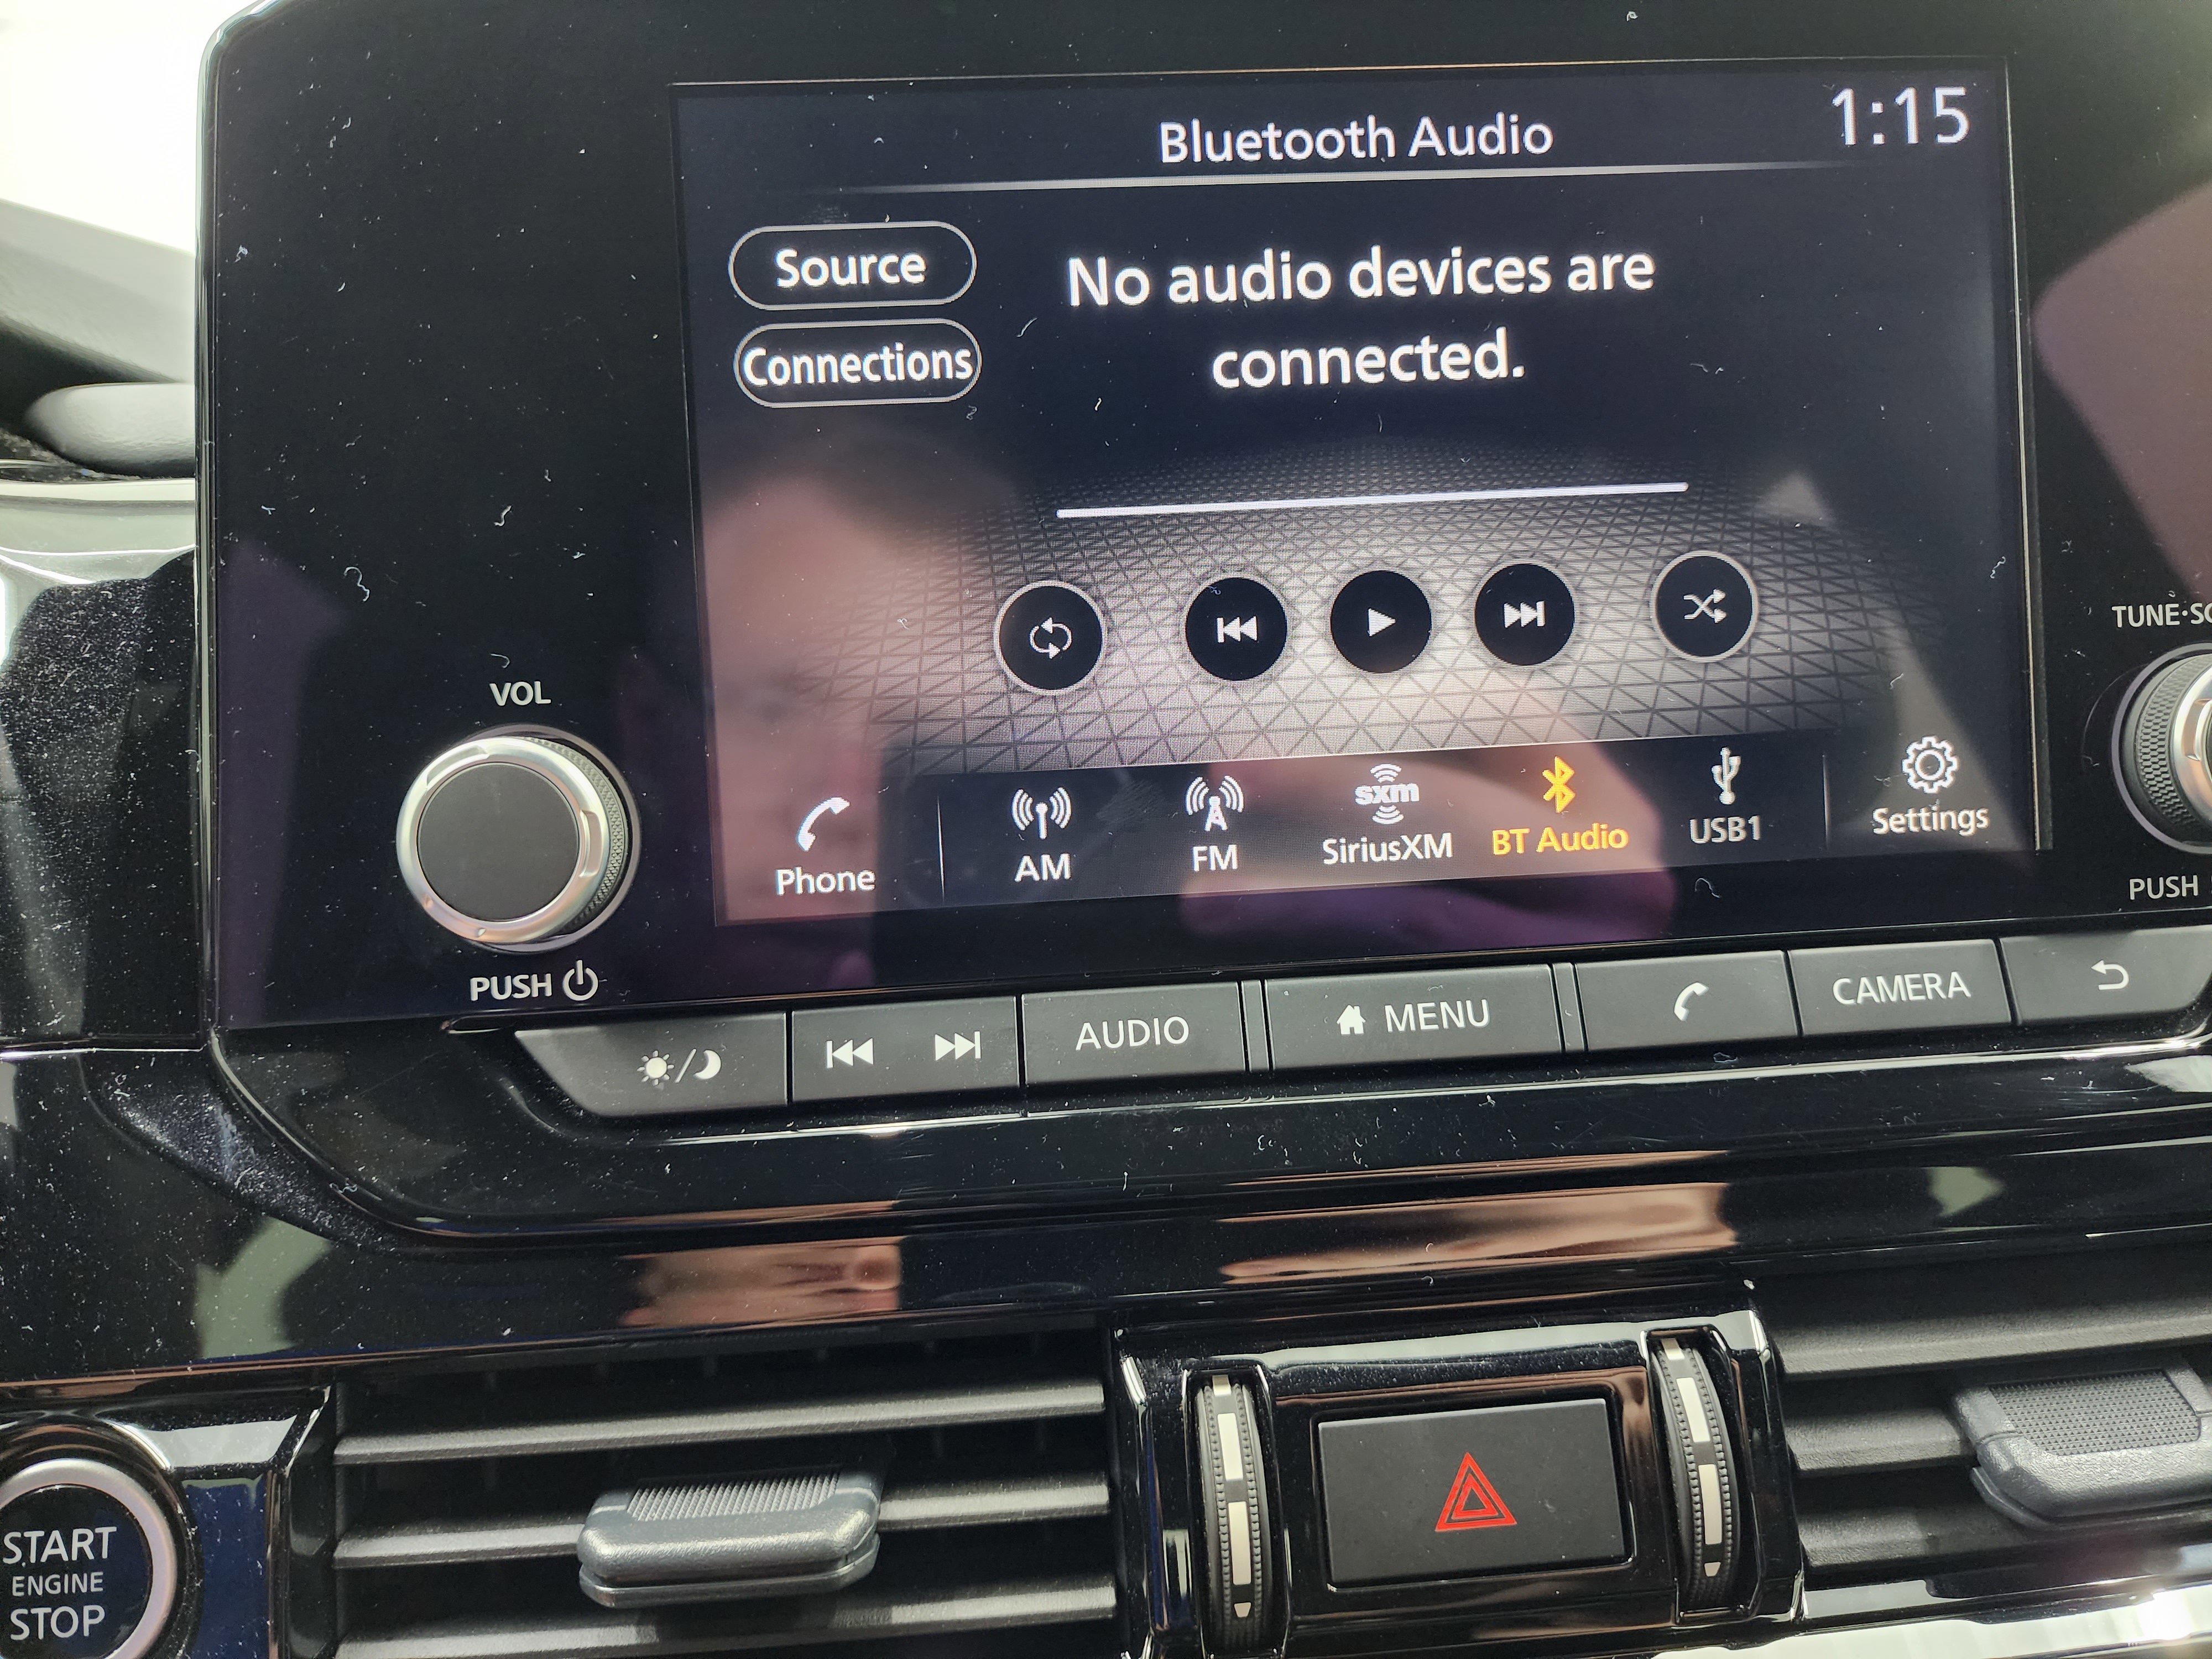 Bluetooth Audio
1:15
Source
No audio devices are
connected.
Connections
VOL
PUSH
Phone
AM
FM
sxm
SiriusXM
BT Audio
USB1
Settings
PUSH
AUDIO
MENU
CAMERA
START
ENGINE
STOP